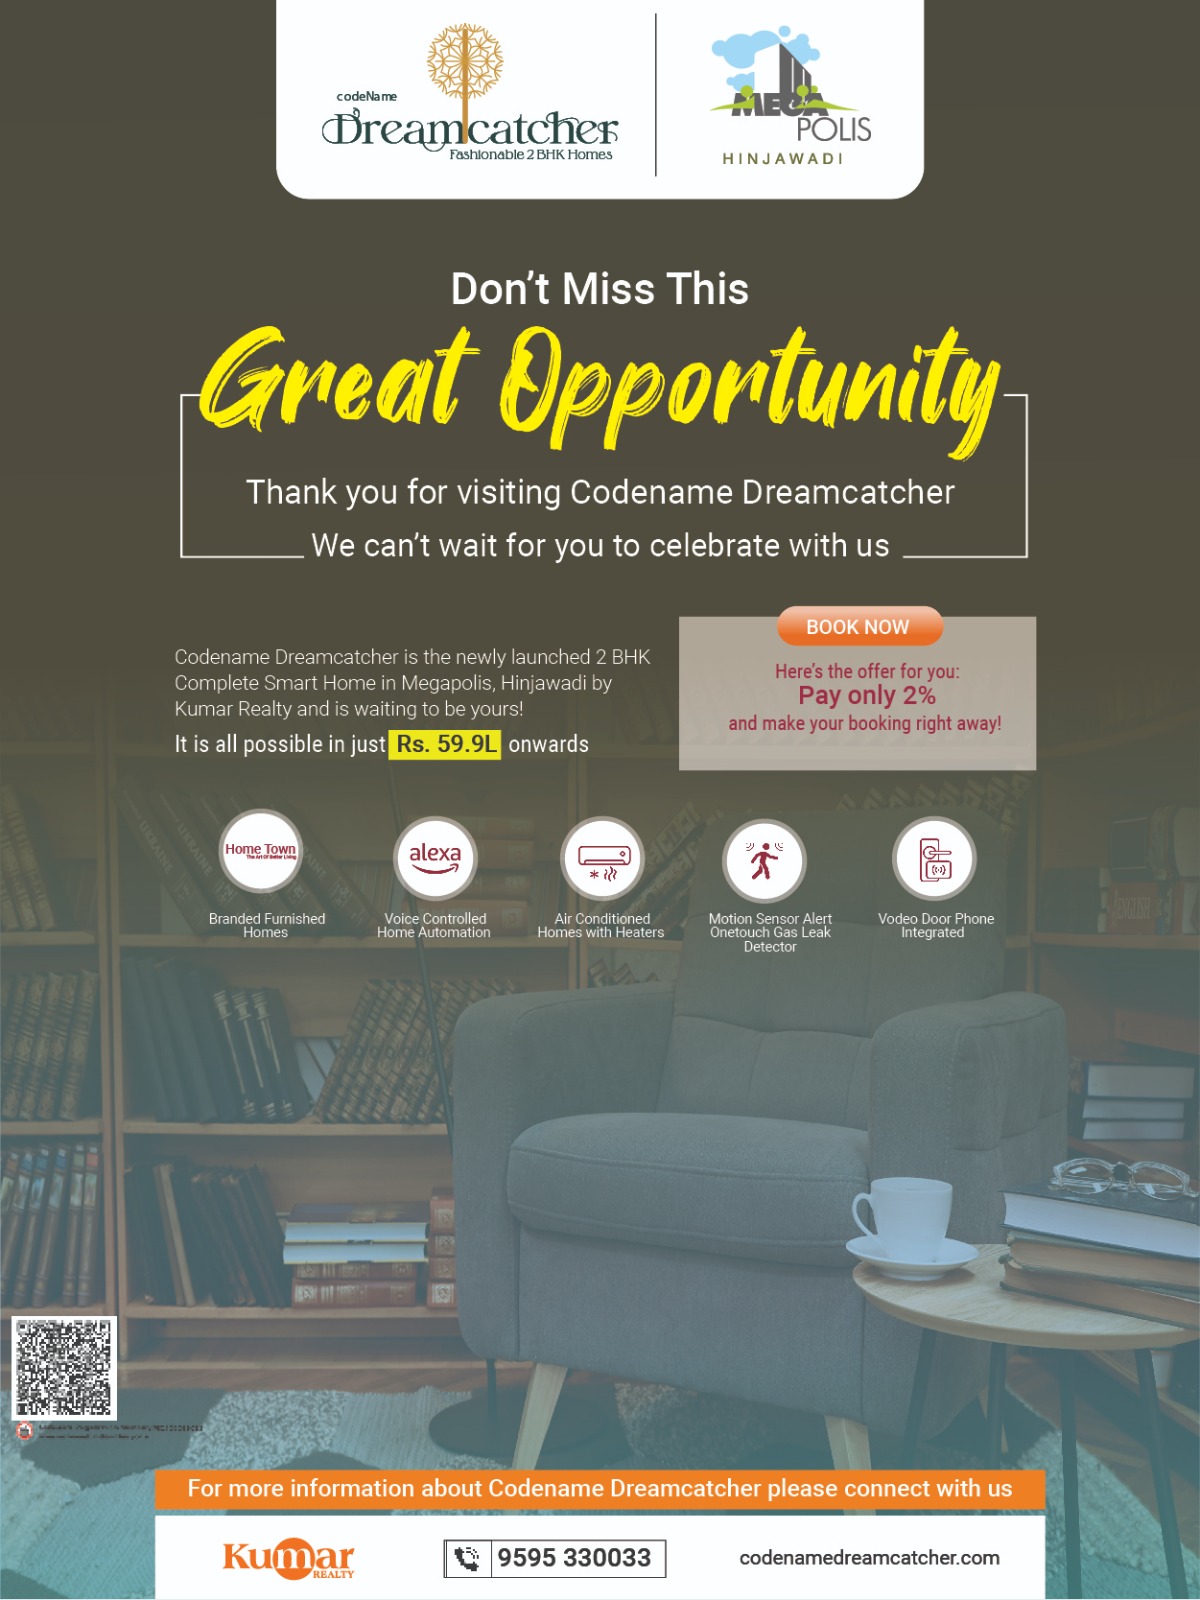 codeName
Dreamcatcher
Fashionable 2 BHK Homes
MEGA
POLIS
HINJAWADI
Don't Miss This
Great Opportunity
Thank you for visiting Codename Dreamcatcher
We can't wait for you to celebrate with us
Codename Dreamcatcher is the newly launched 2 BHK
Complete Smart Home in Megapolis, Hinjawadi by
Kumar Realty and is waiting to be yours!
It is all possible in just Rs. 59.9L onwards
BOOK NOW
Here's the offer for you:
Pay only 2%
and make your booking right away!
Home Town
The Art Of Better Living
Branded Furnished
Homes
alexa
Voice Controlled
Home Automation
Air Conditioned
Homes with Heaters
Motion Sensor Alert
Onetouch Gas Leak
Detector
Vodeo Door Phone
Integrated
ENGLISH
For more information about Codename Dreamcatcher please connect with us
Kumar
REALTY
9595 330033
codenamedreamcatcher.com